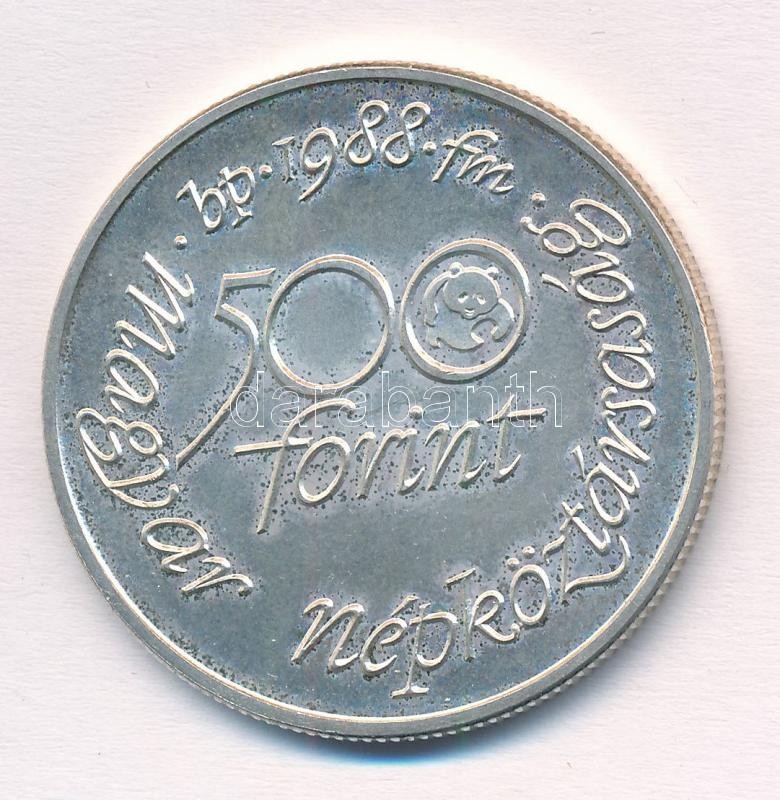 bp. 1988. fm.
500
forint
Magyar népköztársaság
darabanth